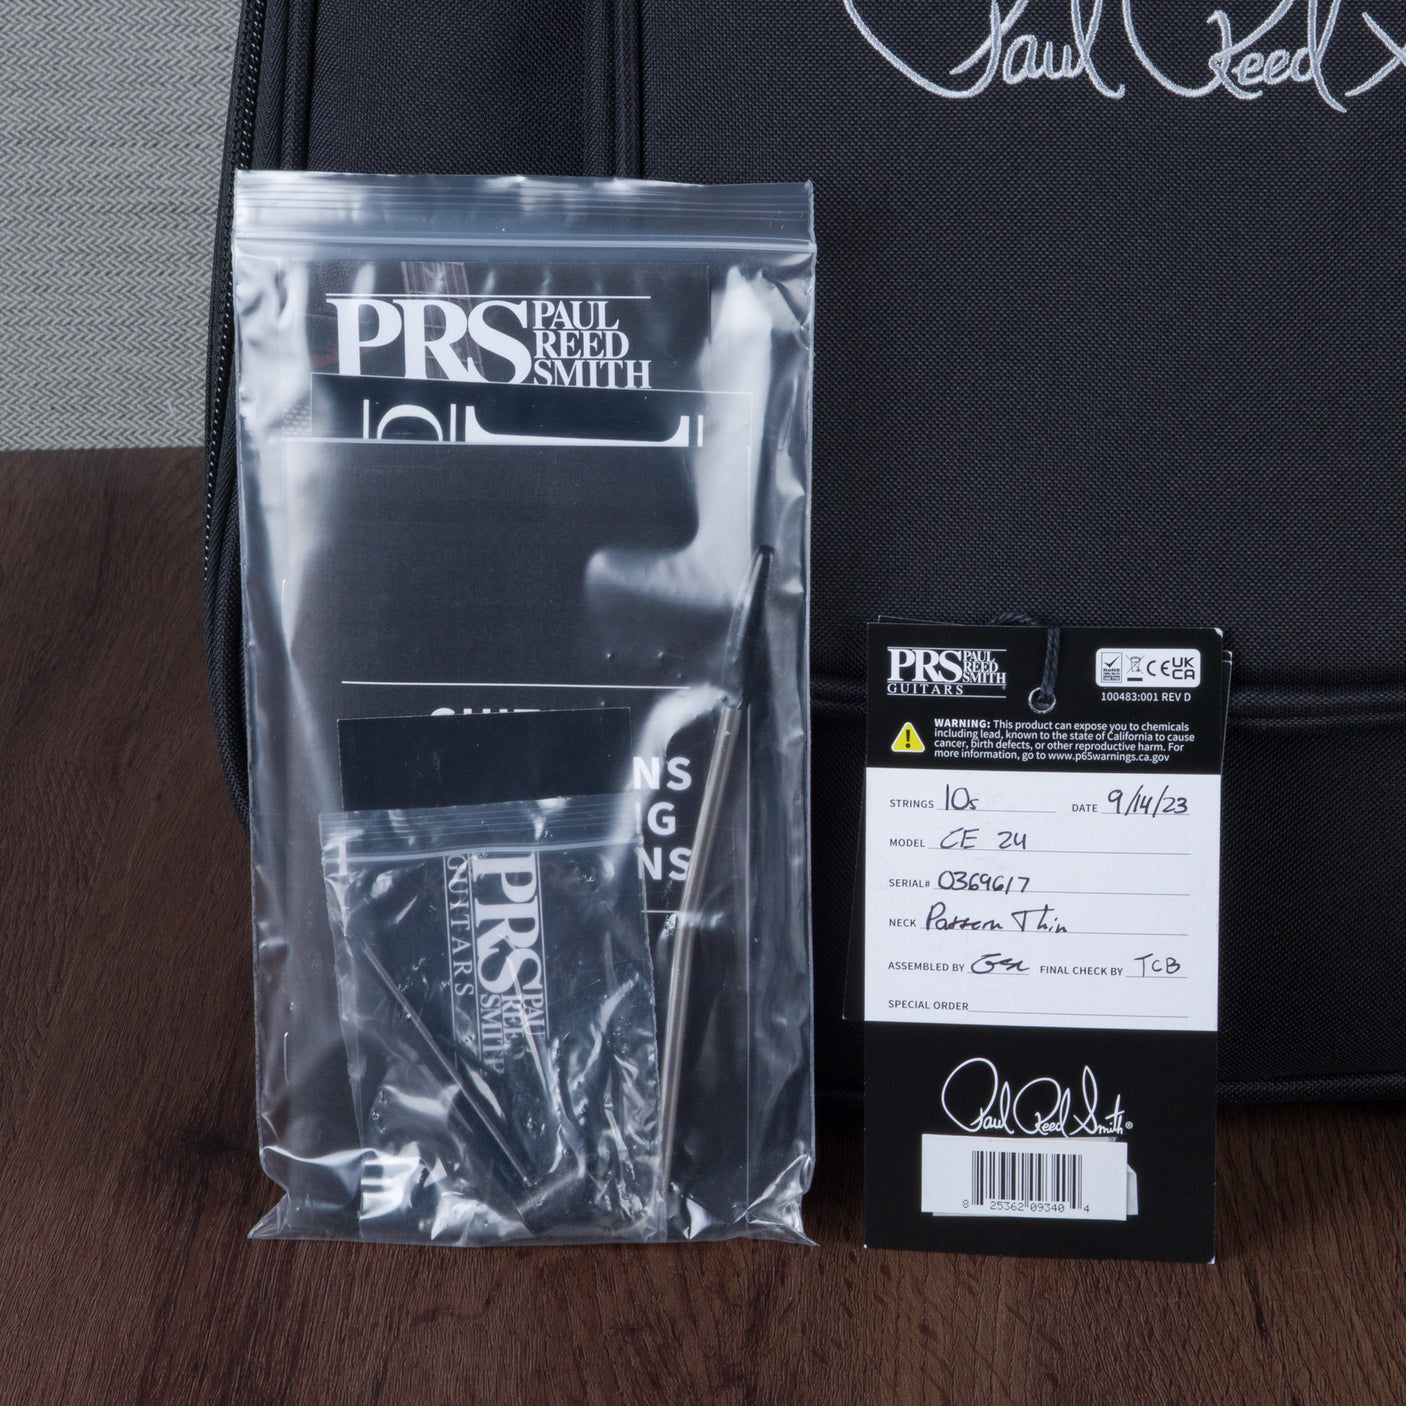 Paul Reed
PRS PAUL
REED
SMITH
NS
G
NS
PRS PAUL
REED
SMITH
GUITARS
PRS PAUL
REED
SMITH
GUITARS
UK
CA
CE
RoHS
100483:001 REV D
WARNING: This product can expose you to chemicals
including lead, known to the state of California to cause
cancer, birth defects, or other reproductive harm. For
more information, go to www.p65warnings.ca.gov
STRINGS 10s DATE 9/14/23
MODEL CE 24
SERIAL# 0369617
NECK Pattern Thin
ASSEMBLED BY FINAL CHECK BY TCB
SPECIAL ORDER
Paul Reed Smith®
8 25362 09340 4